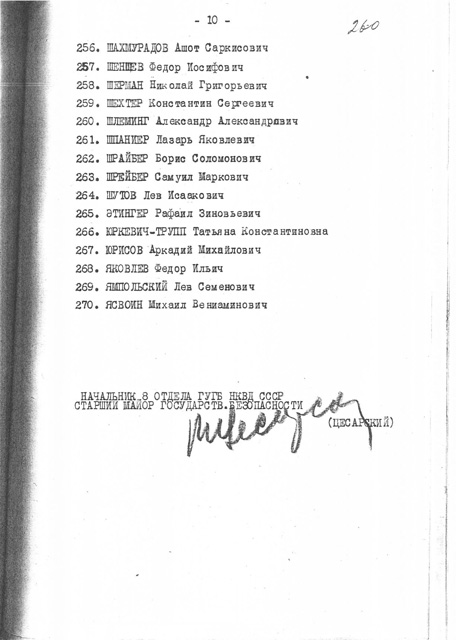 - 10 -
260
256. ШАХМУРАДОВ Ашот Саркисович
257. ШЕНЦЕВ Федор Иосифович
258. ШЕРМАН Николай Григорьевич
259. ШЕХТЕР Константин Сергеевич
260. ШЛЕМИНГ Александр Александрович
261. ШПАНИЕР Лазарь Яковлевич
262. ШРАЙБЕР Борис Соломонович
263. ШРЕЙБЕР Самуил Маркович
264. ШУТОВ Лев Исаакович
265. ЭТИНГЕР Рафаил Зиновьевич
266. ЮРКЕВИЧ-ТРУПП Татьяна Константиновна
267. ЮРИСОВ Аркадий Михайлович
268. ЯКОВЛЕВ Федор Ильич
269. ЯМПОЛЬСКИЙ Лев Семенович
270. ЯСВОИН Михаил Вениаминович
НАЧАЛЬНИК 8 ОТДЕЛА ГУГБ НКВД СССР
СТАРШИЙ МАЙОР ГОСУДАРСТВ.БЕЗОПАСНОСТИ
(ЦЕСАРСКИЙ)